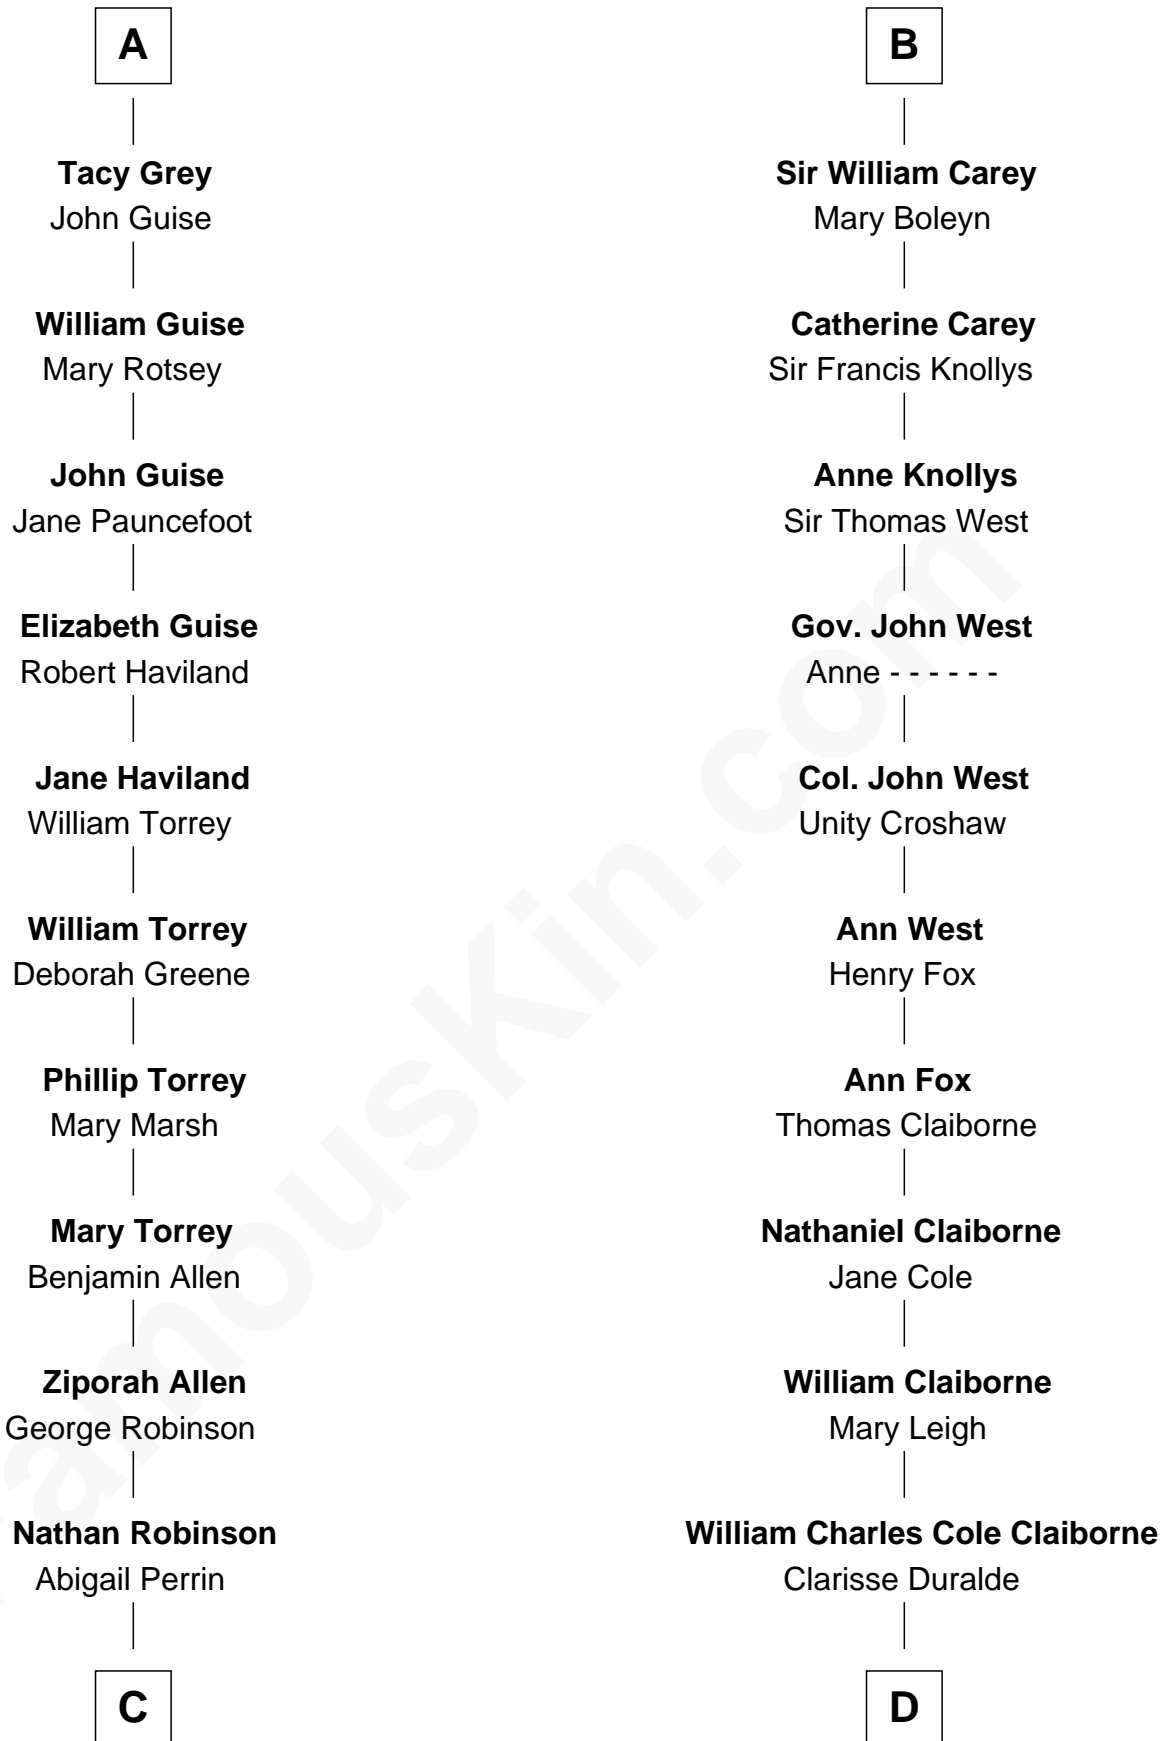 A
Tacy Grey
John Guise
William Guise
Mary Rotsey
John Guise
Jane Pauncefoot
Elizabeth Guise
Robert Haviland
Jane Haviland
William Torrey
William Torrey
Deborah Greene
Phillip Torrey
Mary Marsh
Mary Torrey
Benjamin Allen
Ziporah Allen
George Robinson
Nathan Robinson
Abigail Perrin
C
B
Sir William Carey
Mary Boleyn
Catherine Carey
Sir Francis Knollys
Anne Knollys
Sir Thomas West
Gov. John West
Anne - - - - - -
Col. John West
Unity Croshaw
Ann West
Henry Fox
Ann Fox
Thomas Claiborne
Nathaniel Claiborne
Jane Cole
William Claiborne
Mary Leigh
William Charles Cole Claiborne
Clarisse Duralde
D
FamousKin.com